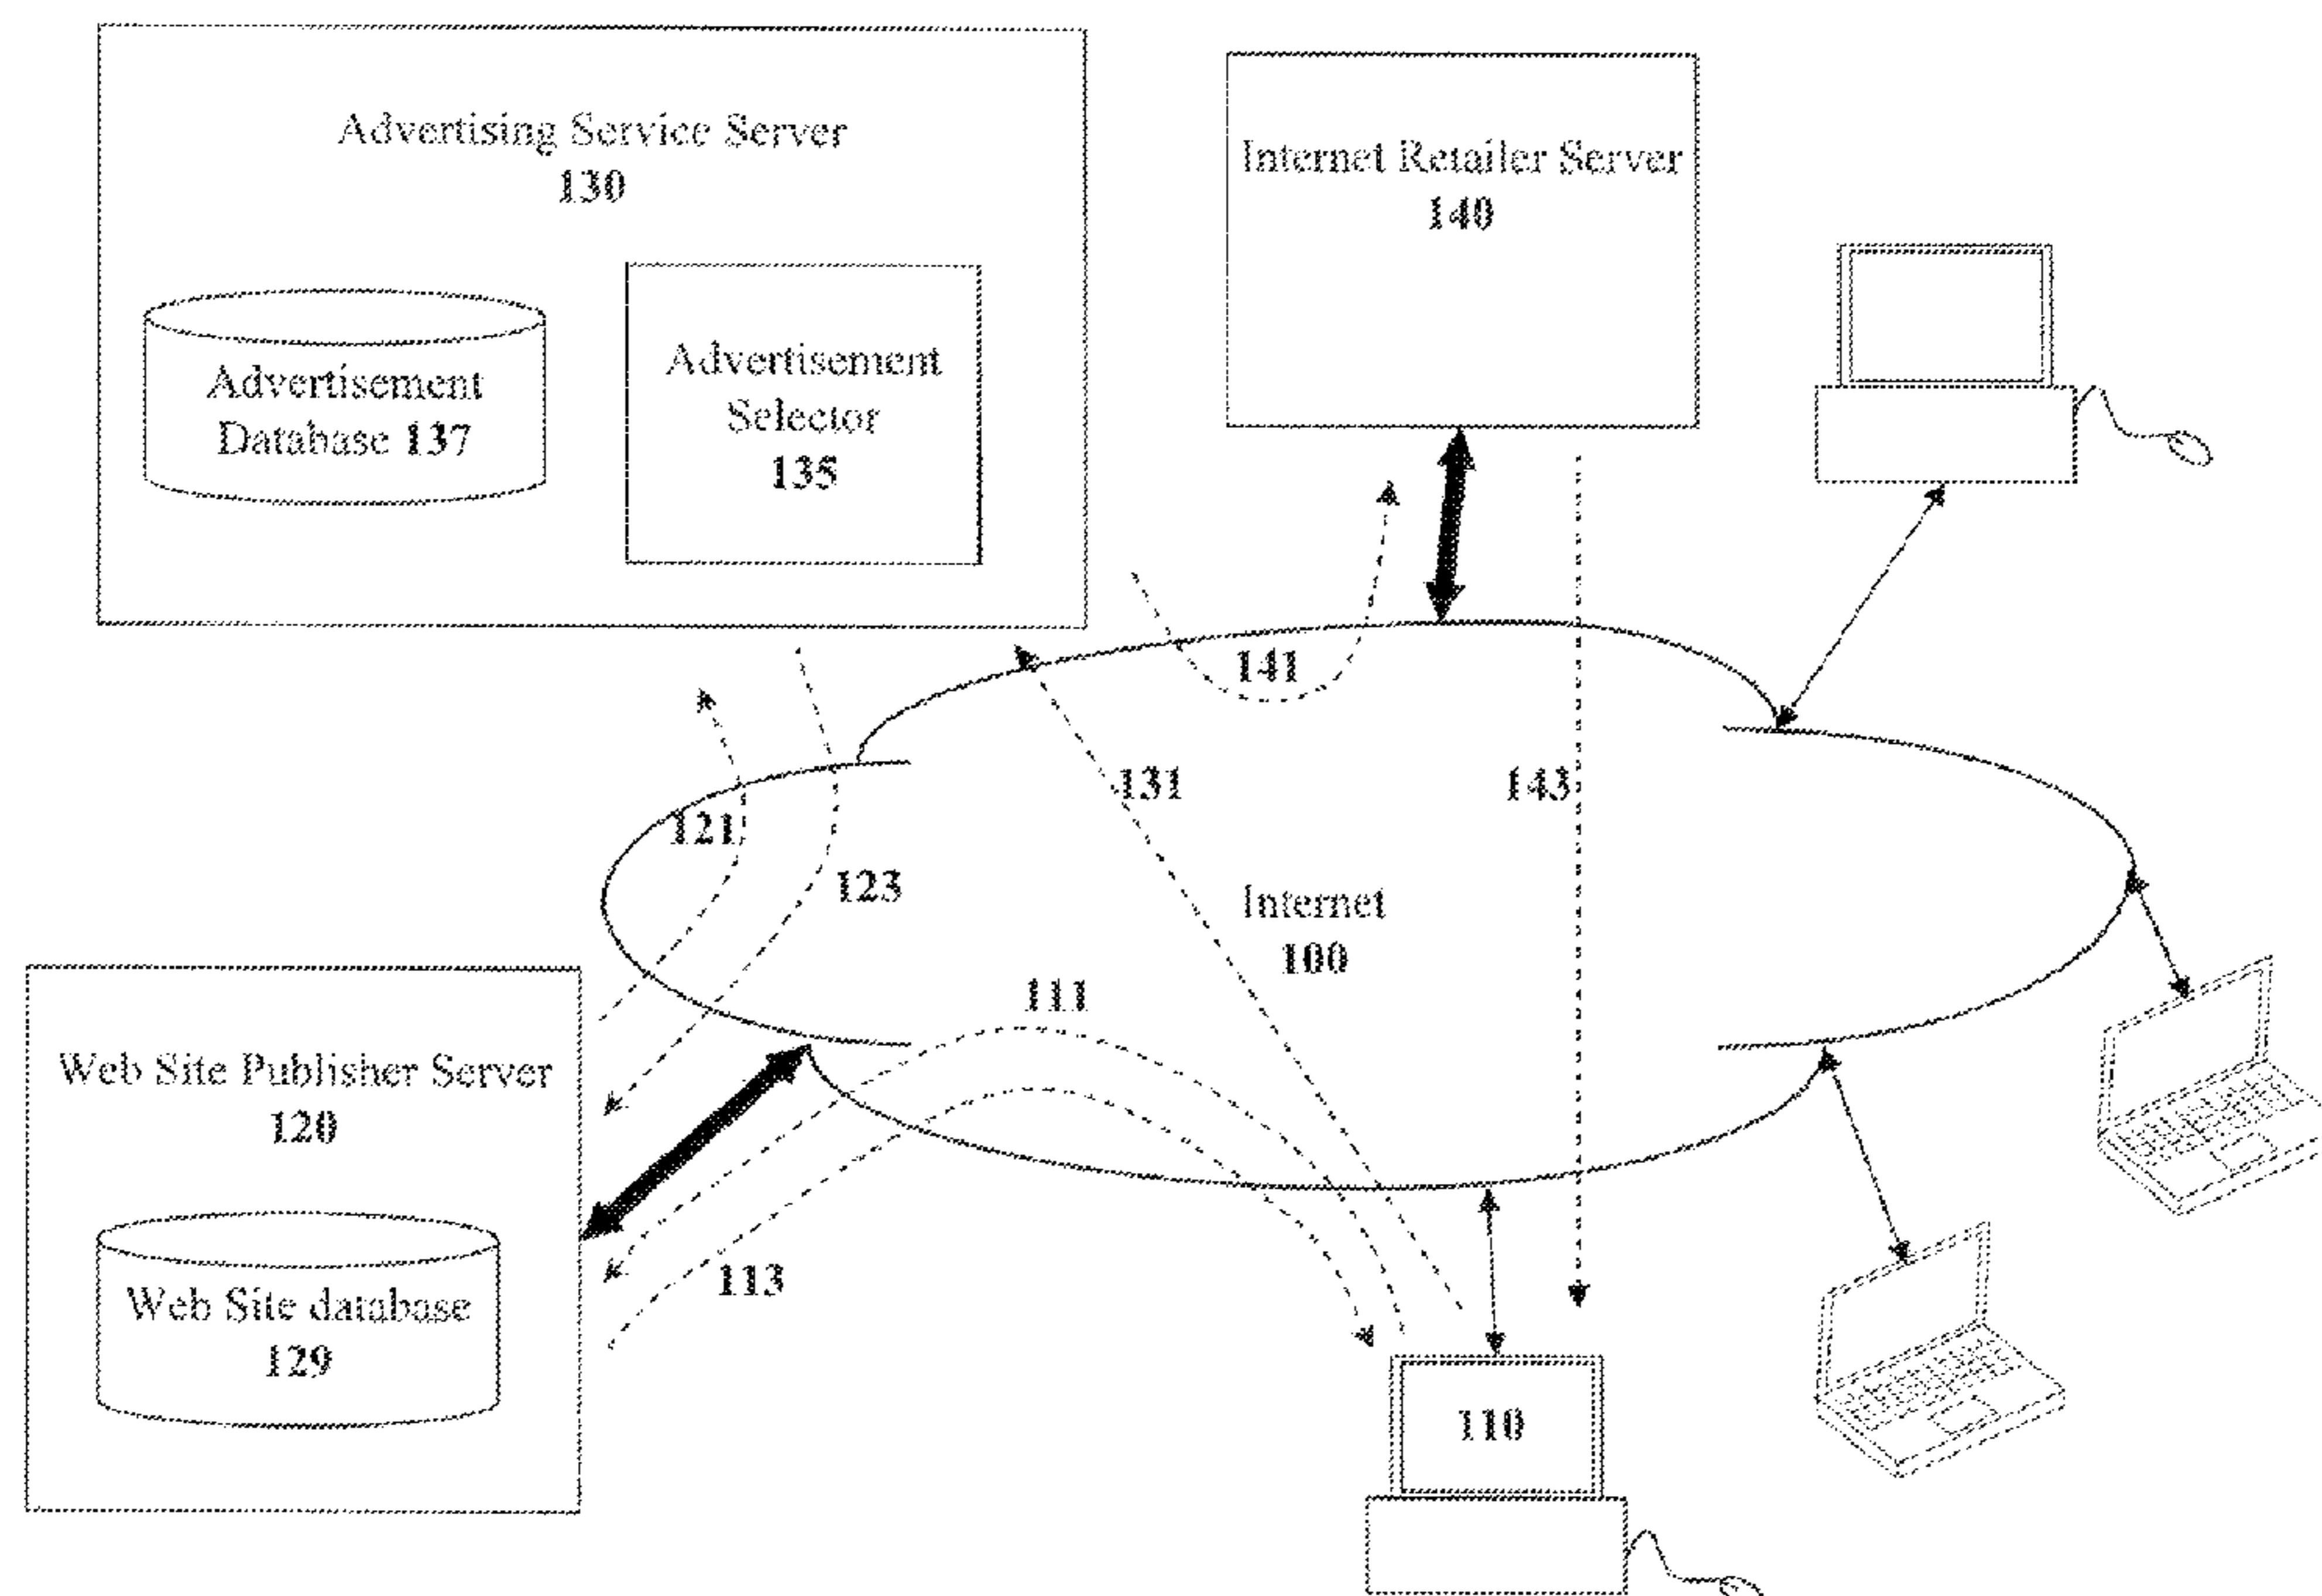 Advertising Service Server
130
Advertisement
Database 137
Advertisement
Selector
135
Internet Retailer Server
140
141
131
143
121
123
Internet
100
111
Web Site Publisher Server
120
113
Web Site database
129
110